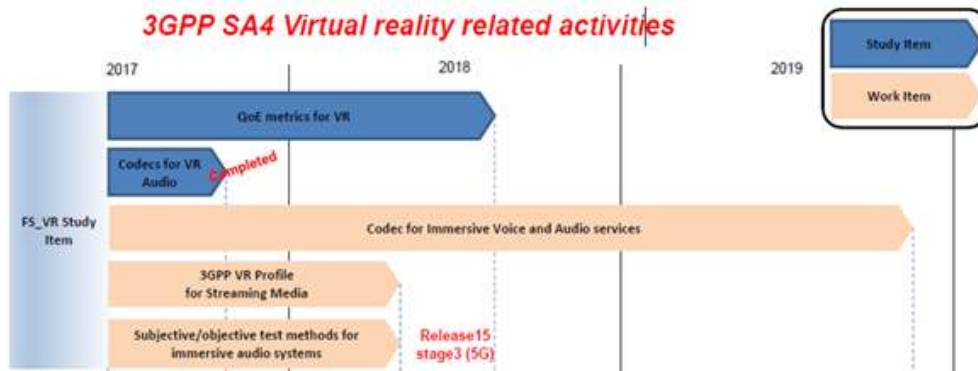 3GPP SA4 Virtual reality related activities
Study Item
2017
2018
2019
Work Item
QoE metrics for VR
Codecs for VR
Audio
Completed
FS_VR Study
Item
Codec for Immersive Voice and Audio services
3GPP VR Profile
for Streaming Media
Subjective/objective test methods for
immersive audio systems
Release15
stage3 (5G)